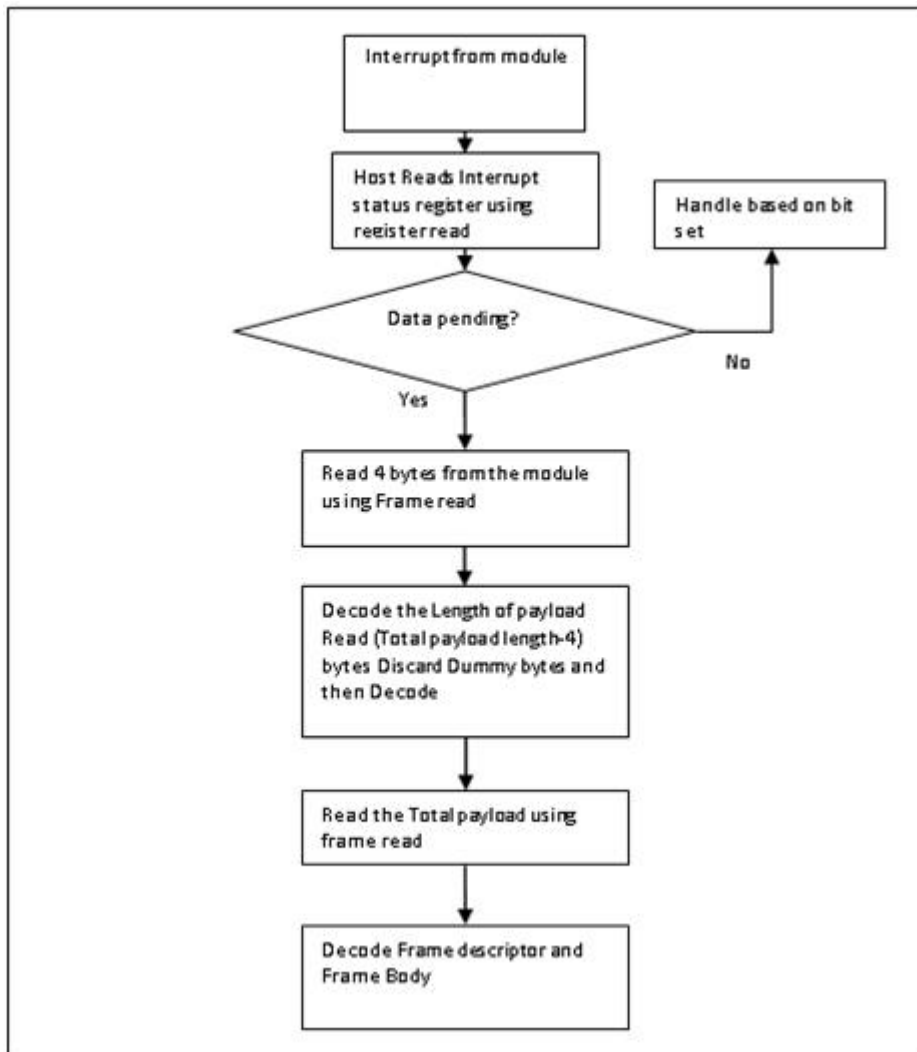 Interrupt from module
Host Reads Interrupt
status register using
register read
Handle based on bit
set
Data pending?
No
Yes
Read 4 bytes from the module
using Frame read
Decode the Length of payload
Read (Total payload length-4)
bytes Discard Dummy bytes and
then Decode
Read the Total payload using
frame read
Decode Frame descriptor and
Frame Body